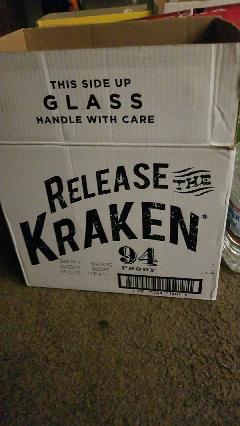 THIS SIDE UP
GLASS
HANDLE WITH CARE
RELEASE THE
KRAKEN®
94
PROOF